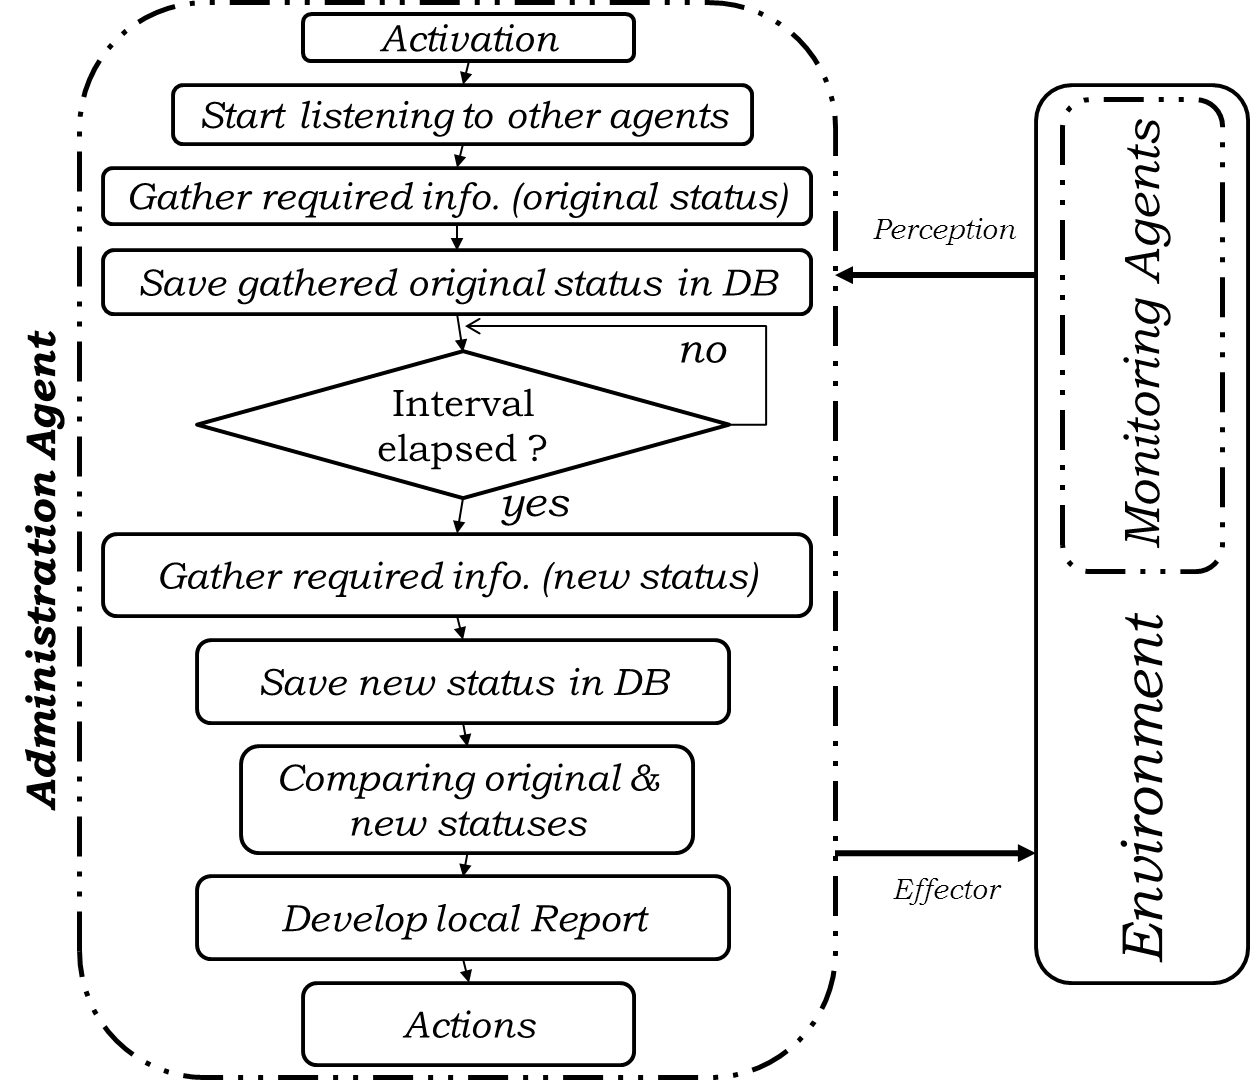 Activation
Start listening to other agents
Gather required info. (original status)
Save gathered original status in DB
no
Interval
elapsed ?
yes
Gather required info. (new status)
Save new status in DB
Comparing original &
new statuses
Develop local Report
Actions
Administration Agent
Perception
Effector
Monitoring Agents
Environment